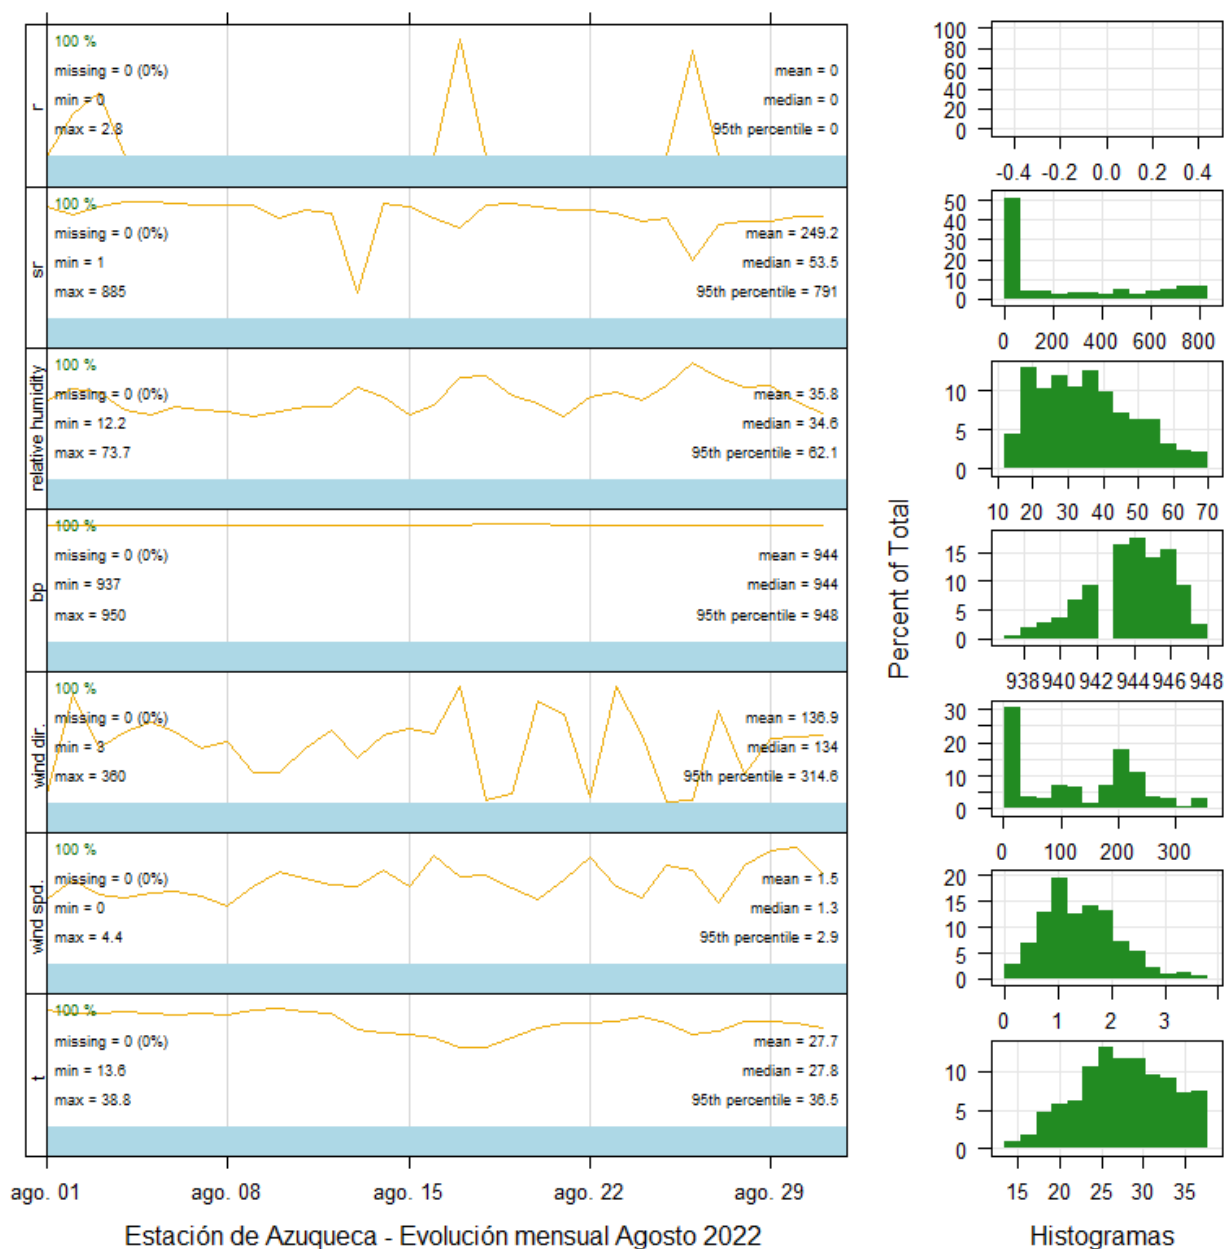 r
100 %
missing = 0 (0%)
min = 0
max = 2.8
mean = 0
median = 0
95th percentile = 0
sr
100 %
missing = 0 (0%)
min = 1
max = 885
mean = 249.2
median = 53.5
95th percentile = 791
relative humidity
100 %
missing = 0 (0%)
min = 12.2
max = 73.7
mean = 35.8
median = 34.6
95th percentile = 62.1
bp
100 %
missing = 0 (0%)
min = 937
max = 950
mean = 944
median = 944
95th percentile = 948
wind dir.
100 %
missing = 0 (0%)
min = 3
max = 360
mean = 136.9
median = 134
95th percentile = 314.6
wind spd.
100 %
missing = 0 (0%)
min = 0
max = 4.4
mean = 1.5
median = 1.3
95th percentile = 2.9
t
100 %
missing = 0 (0%)
min = 13.6
max = 38.8
mean = 27.7
median = 27.8
95th percentile = 36.5
ago. 01 ago. 08 ago. 15 ago. 22 ago. 29
Estación de Azuqueca - Evolución mensual Agosto 2022
Percent of Total
100
80
60
40
20
0
-0.4 -0.2 0.0 0.2 0.4
50
40
30
20
10
0
0 200 400 600 800
10
5
0
10 20 30 40 50 60 70
15
10
5
0
938 940 942 944 946 948
30
20
10
0
0 100 200 300
20
15
10
5
0
0 1 2 3
10
5
0
15 20 25 30 35
Histogramas